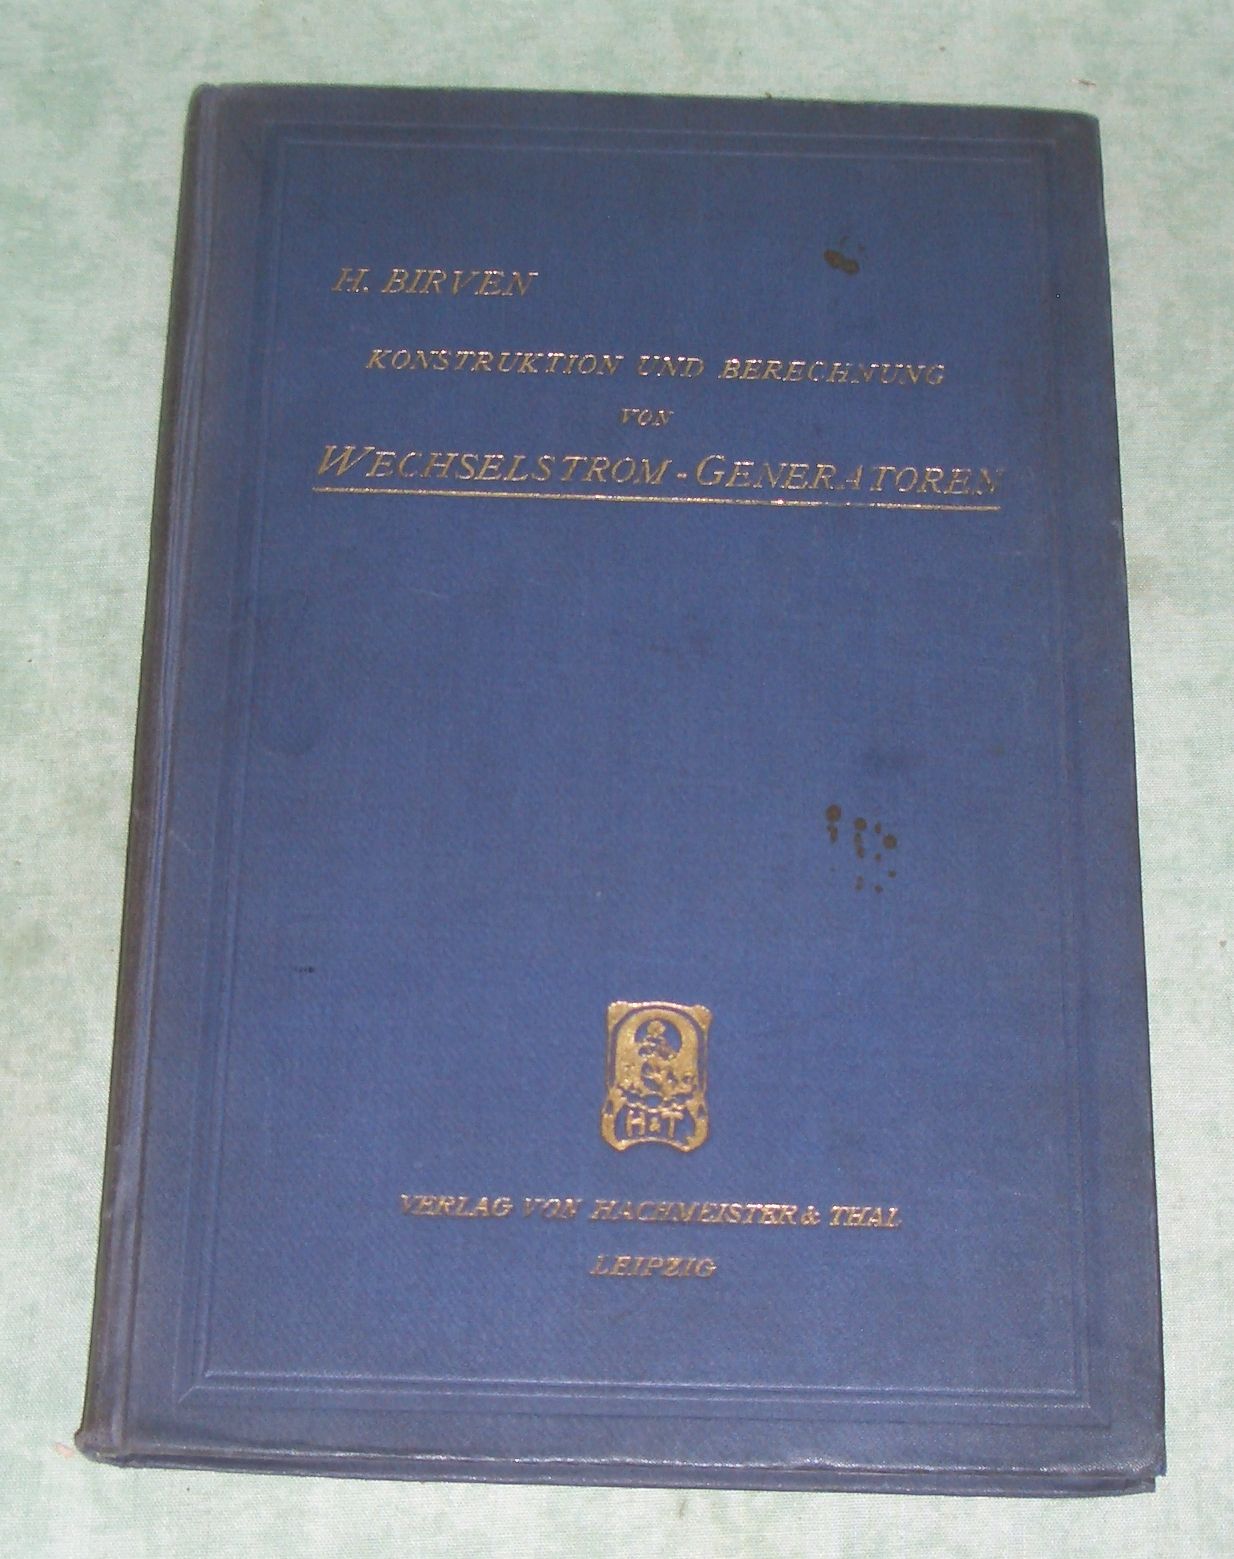 H. BIRVEN
KONSTRUKTION UND BERECHNUNG
VON
WECHSELSTROM-GENERATOREN
H&T
VERLAG VON HACHMEISTER & THAL
LEIPZIG